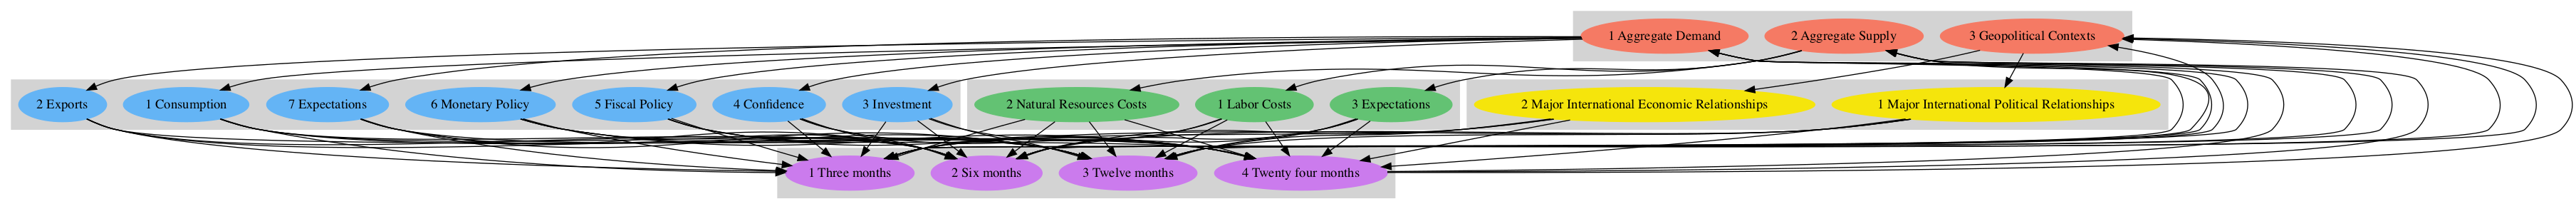 1 Aggregate Demand
2 Aggregate Supply
3 Geopolitical Contexts
2 Exports
1 Consumption
7 Expectations
6 Monetary Policy
5 Fiscal Policy
4 Confidence
3 Investment
2 Natural Resources Costs
1 Labor Costs
3 Expectations
2 Major International Economic Relationships
1 Major International Political Relationships
1 Three months
2 Six months
3 Twelve months
4 Twenty four months